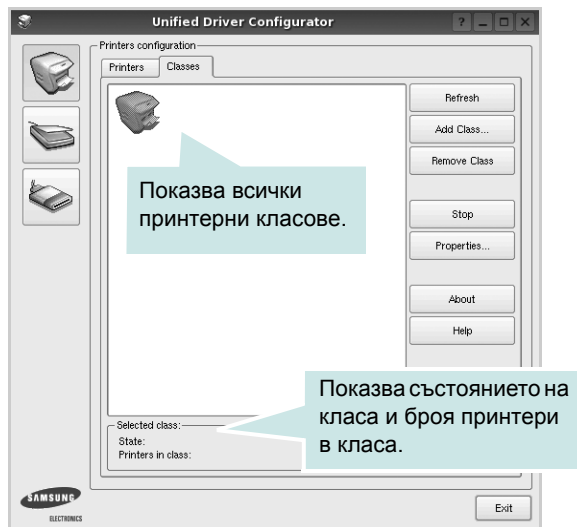 Unified Driver Configurator
Printers configuration
Printers Classes
Refresh
Add Class...
Remove Class
Показва всички
принтерни класове.
Stop
Properties...
About
Help
Показва състоянието на
класа и броя принтери
в класа.
Selected class:
State:
Printers in class:
SAMSUNG
ELECTRONICS
Exit